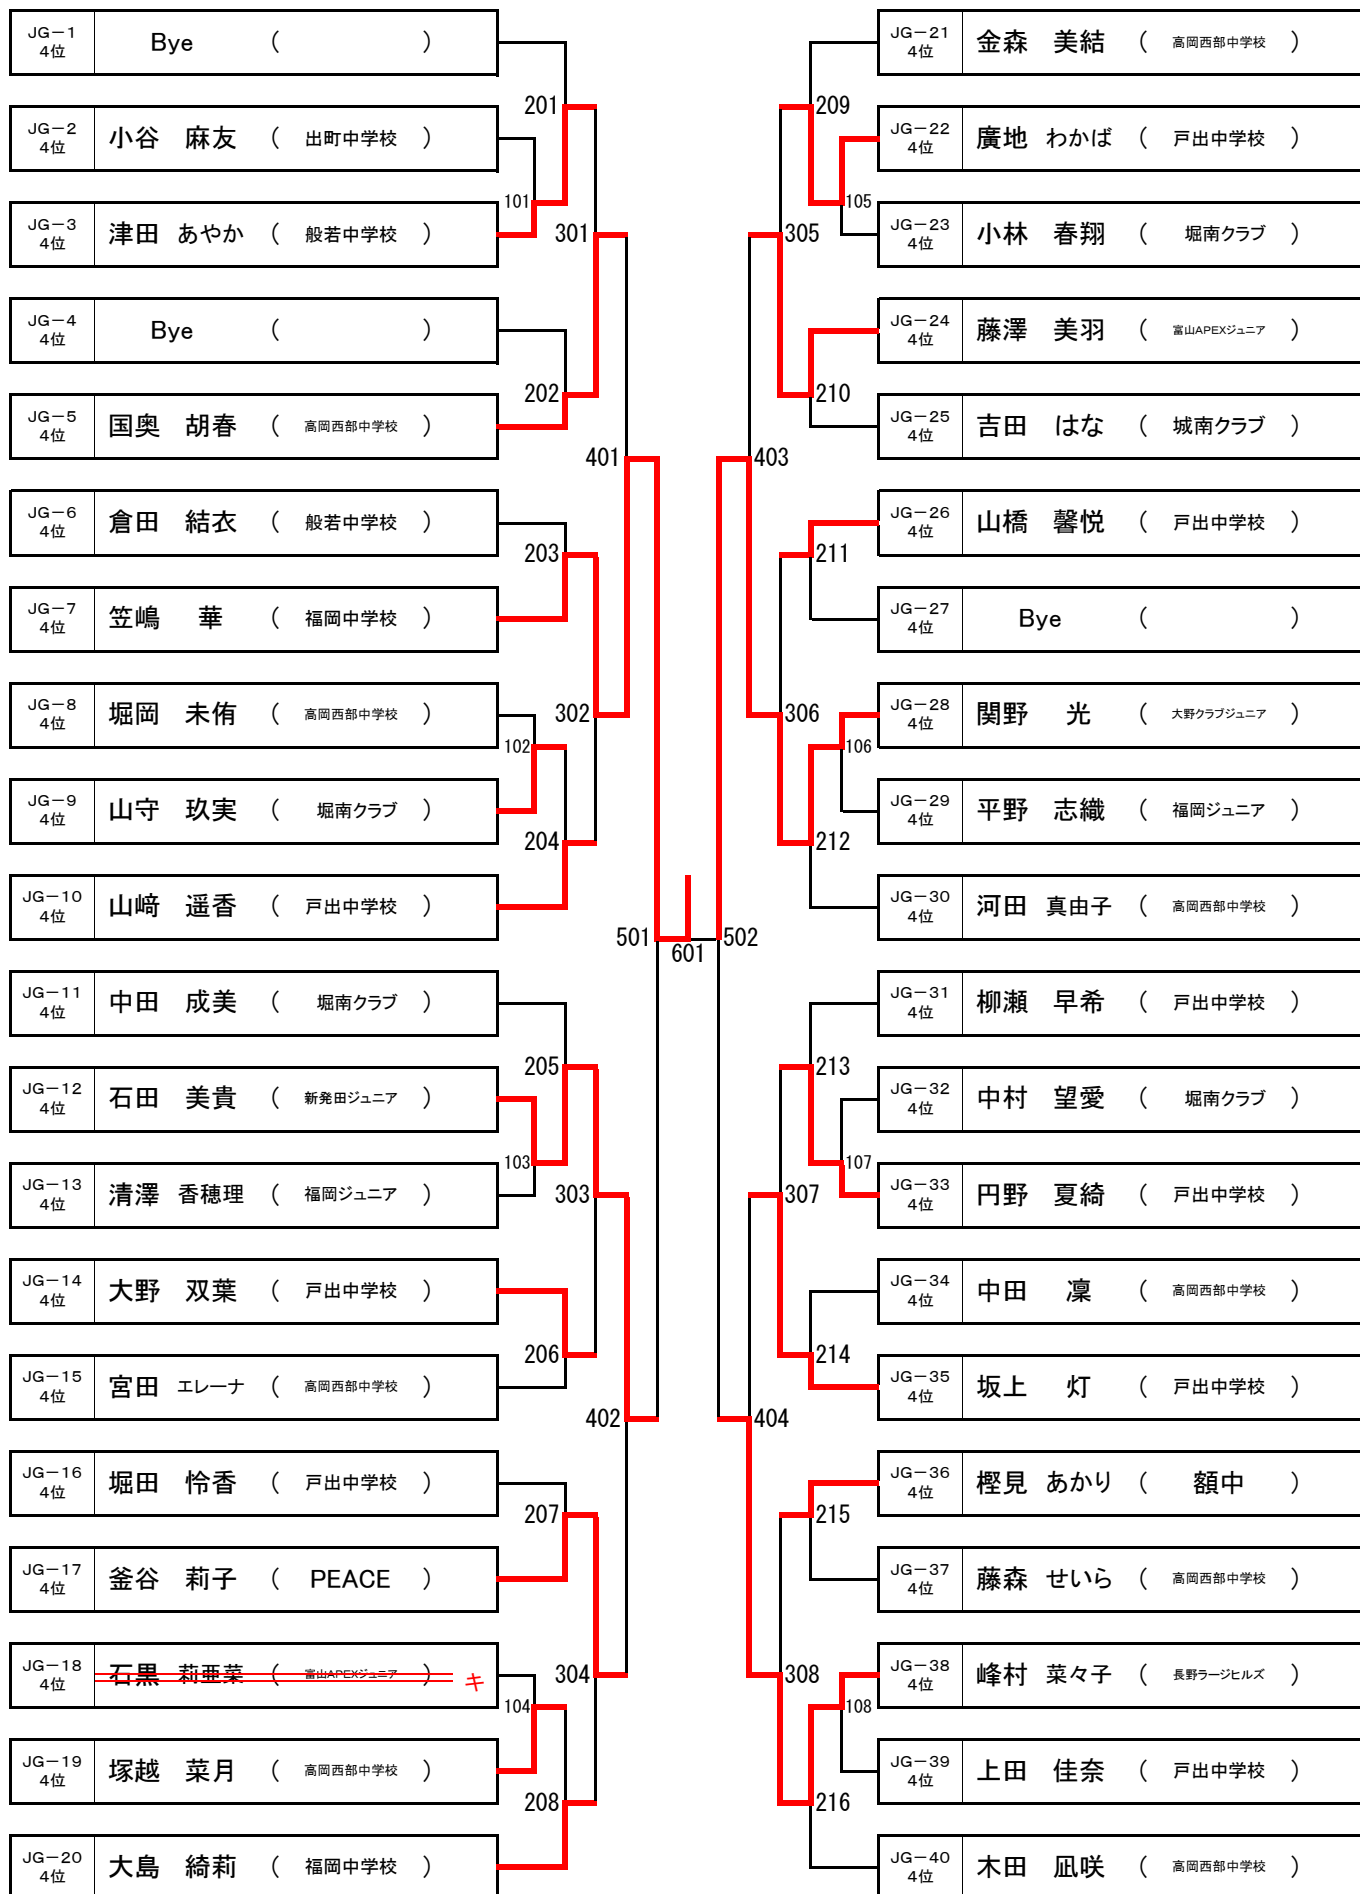 JG－1 4位 Bye （ ）
JG－2 4位 小谷 麻友 （ 出町中学校 ）
JG－3 4位 津田 あやか （ 般若中学校 ）
JG－4 4位 Bye （ ）
JG－5 4位 国奥 胡春 （ 高岡西部中学校 ）
JG－6 4位 倉田 結衣 （ 般若中学校 ）
JG－7 4位 笠嶋 華 （ 福岡中学校 ）
JG－8 4位 堀岡 未侑 （ 高岡西部中学校 ）
JG－9 4位 山守 玖実 （ 堀南クラブ ）
JG－10 4位 山﨑 遥香 （ 戸出中学校 ）
JG－11 4位 中田 成美 （ 堀南クラブ ）
JG－12 4位 石田 美貴 （ 新発田ジュニア ）
JG－13 4位 清澤 香穂理 （ 福岡ジュニア ）
JG－14 4位 大野 双葉 （ 戸出中学校 ）
JG－15 4位 宮田 エレーナ （ 高岡西部中学校 ）
JG－16 4位 堀田 怜香 （ 戸出中学校 ）
JG－17 4位 釜谷 莉子 （ PEACE ）
JG－18 4位 石黒 莉亜菜 （ 富山APEXジュニア ） キ
JG－19 4位 塚越 菜月 （ 高岡西部中学校 ）
JG－20 4位 大島 綺莉 （ 福岡中学校 ）
201
101
301
202
401
203
302
102
204
501
601
502
205
103
303
206
402
207
304
104
208
209
105
305
210
403
211
306
106
212
213
107
307
214
404
215
308
108
216
JG－21 4位 金森 美結 （ 高岡西部中学校 ）
JG－22 4位 廣地 わかば （ 戸出中学校 ）
JG－23 4位 小林 春翔 （ 堀南クラブ ）
JG－24 4位 藤澤 美羽 （ 富山APEXジュニア ）
JG－25 4位 吉田 はな （ 城南クラブ ）
JG－26 4位 山橋 馨悦 （ 戸出中学校 ）
JG－27 4位 Bye （ ）
JG－28 4位 関野 光 （ 大野クラブジュニア ）
JG－29 4位 平野 志織 （ 福岡ジュニア ）
JG－30 4位 河田 真由子 （ 高岡西部中学校 ）
JG－31 4位 柳瀬 早希 （ 戸出中学校 ）
JG－32 4位 中村 望愛 （ 堀南クラブ ）
JG－33 4位 円野 夏綺 （ 戸出中学校 ）
JG－34 4位 中田 凜 （ 高岡西部中学校 ）
JG－35 4位 坂上 灯 （ 戸出中学校 ）
JG－36 4位 樫見 あかり （ 額中 ）
JG－37 4位 藤森 せいら （ 高岡西部中学校 ）
JG－38 4位 峰村 菜々子 （ 長野ラージヒルズ ）
JG－39 4位 上田 佳奈 （ 戸出中学校 ）
JG－40 4位 木田 凪咲 （ 高岡西部中学校 ）